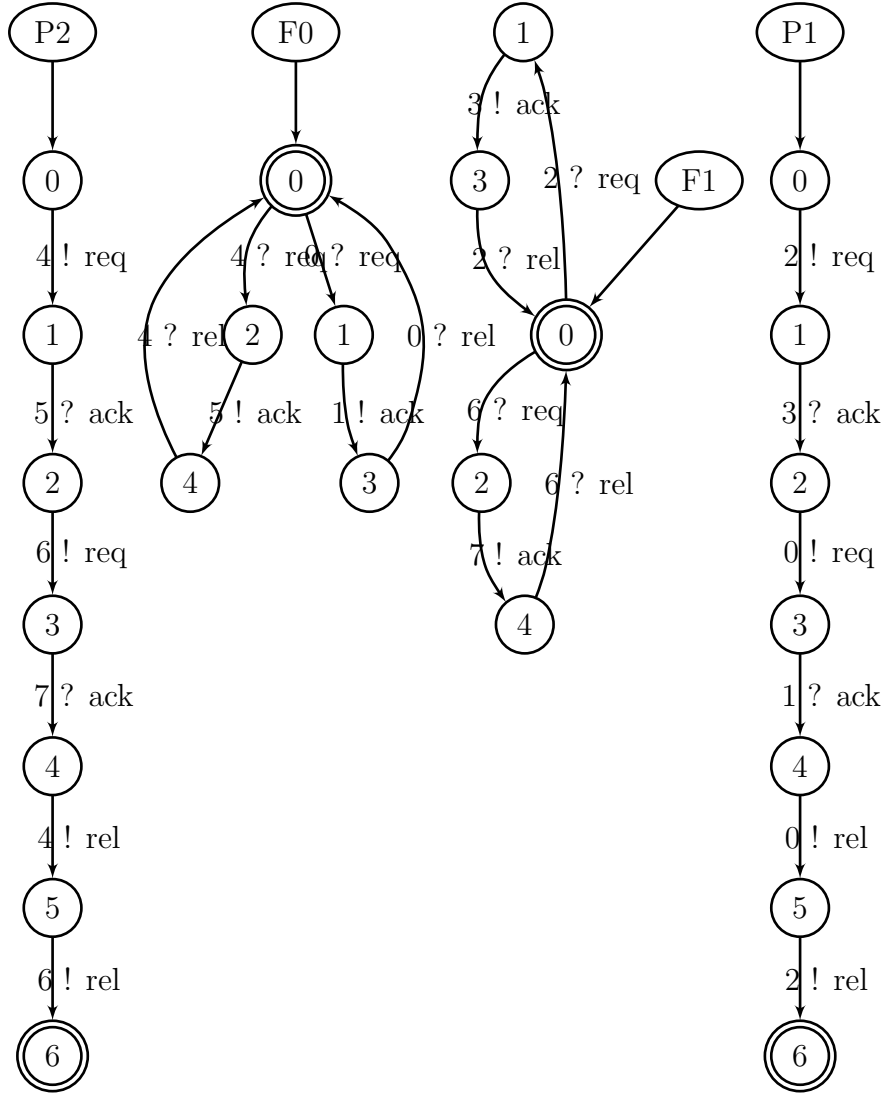 P2 F0 1 P1
3 ! ack
0 0 3 2 ? req F1 0
4 ! req 4 ? req 0 ? req 2 ? rel 2 ! req
1 4 ? rel 2 1 0 ? rel 0 1
5 ? ack 5 ! ack 1 ! ack 6 ? req 3 ? ack
2 4 3 2 6 ? rel 2
6 ! req 7 ! ack 0 ! req
3 4 3
7 ? ack 1 ? ack
4 4
4 ! rel 0 ! rel
5 5
6 ! rel 2 ! rel
6 6